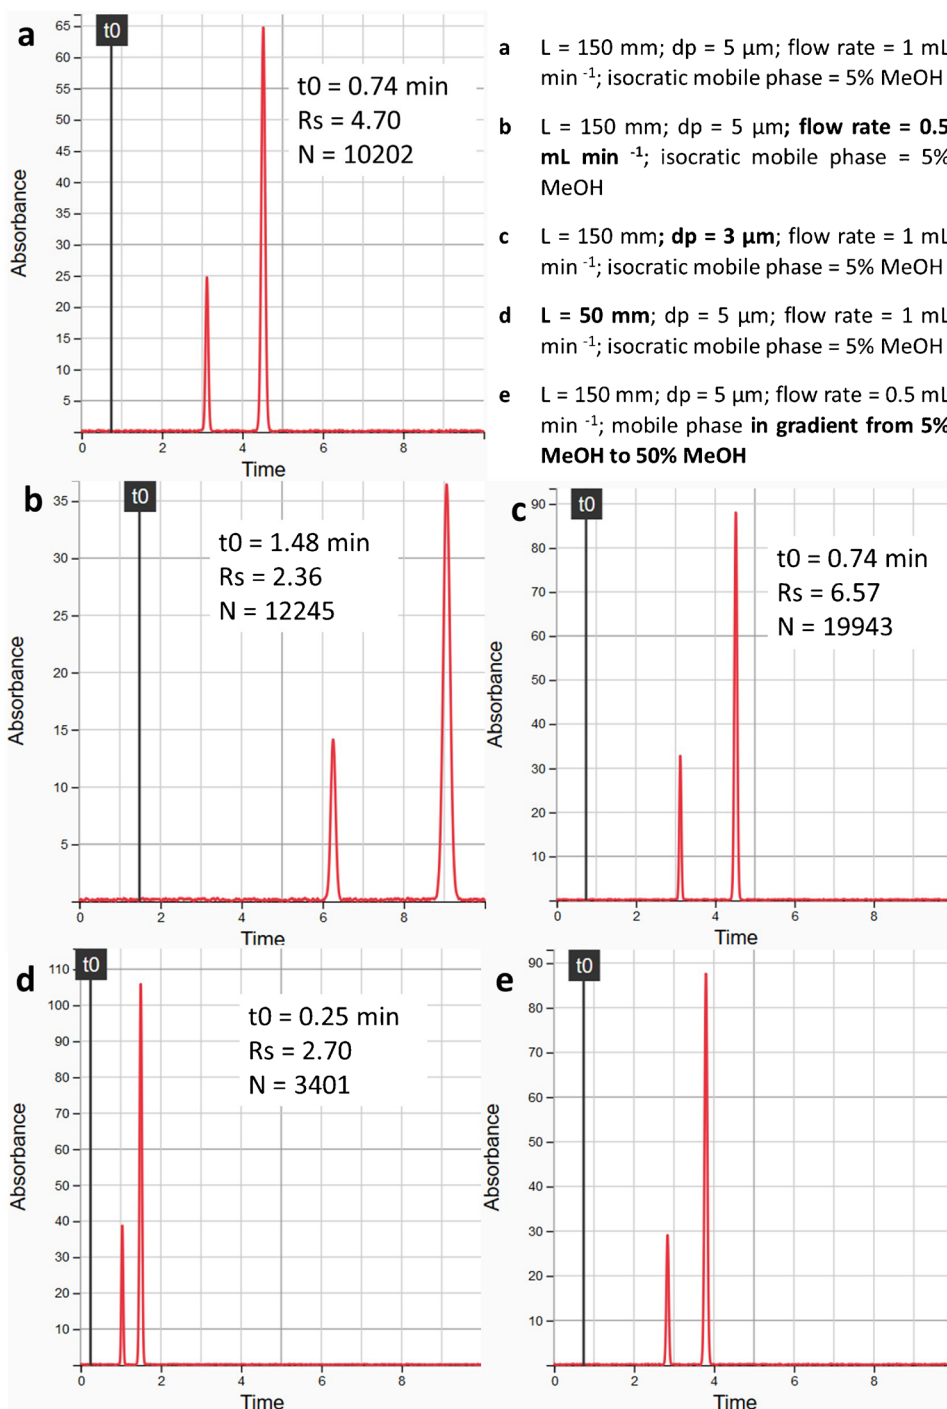 a
t0
t0 = 0.74 min
Rs = 4.70
N = 10202
65
60
55
50
45
40
35
30
25
20
15
10
5
Absorbance
0 2 4 6 8
Time
a L = 150 mm; dp = 5 µm; flow rate = 1 mL
min -1; isocratic mobile phase = 5% MeOH
b L = 150 mm; dp = 5 µm; flow rate = 0.5
mL min -1; isocratic mobile phase = 5%
MeOH
c L = 150 mm; dp = 3 µm; flow rate = 1 mL
min -1; isocratic mobile phase = 5% MeOH
d L = 50 mm; dp = 5 µm; flow rate = 1 mL
min -1; isocratic mobile phase = 5% MeOH
e L = 150 mm; dp = 5 µm; flow rate = 0.5 mL
min -1; mobile phase in gradient from 5%
MeOH to 50% MeOH
b
t0
t0 = 1.48 min
Rs = 2.36
N = 12245
35
30
25
20
15
10
5
Absorbance
0 2 4 6 8
Time
c
t0
t0 = 0.74 min
Rs = 6.57
N = 19943
90
80
70
60
50
40
30
20
10
Absorbance
0 2 4 6 8
Time
d
t0
t0 = 0.25 min
Rs = 2.70
N = 3401
110
100
90
80
70
60
50
40
30
20
10
Absorbance
0 2 4 6 8
Time
e
t0
90
80
70
60
50
40
30
20
10
Absorbance
0 2 4 6 8
Time